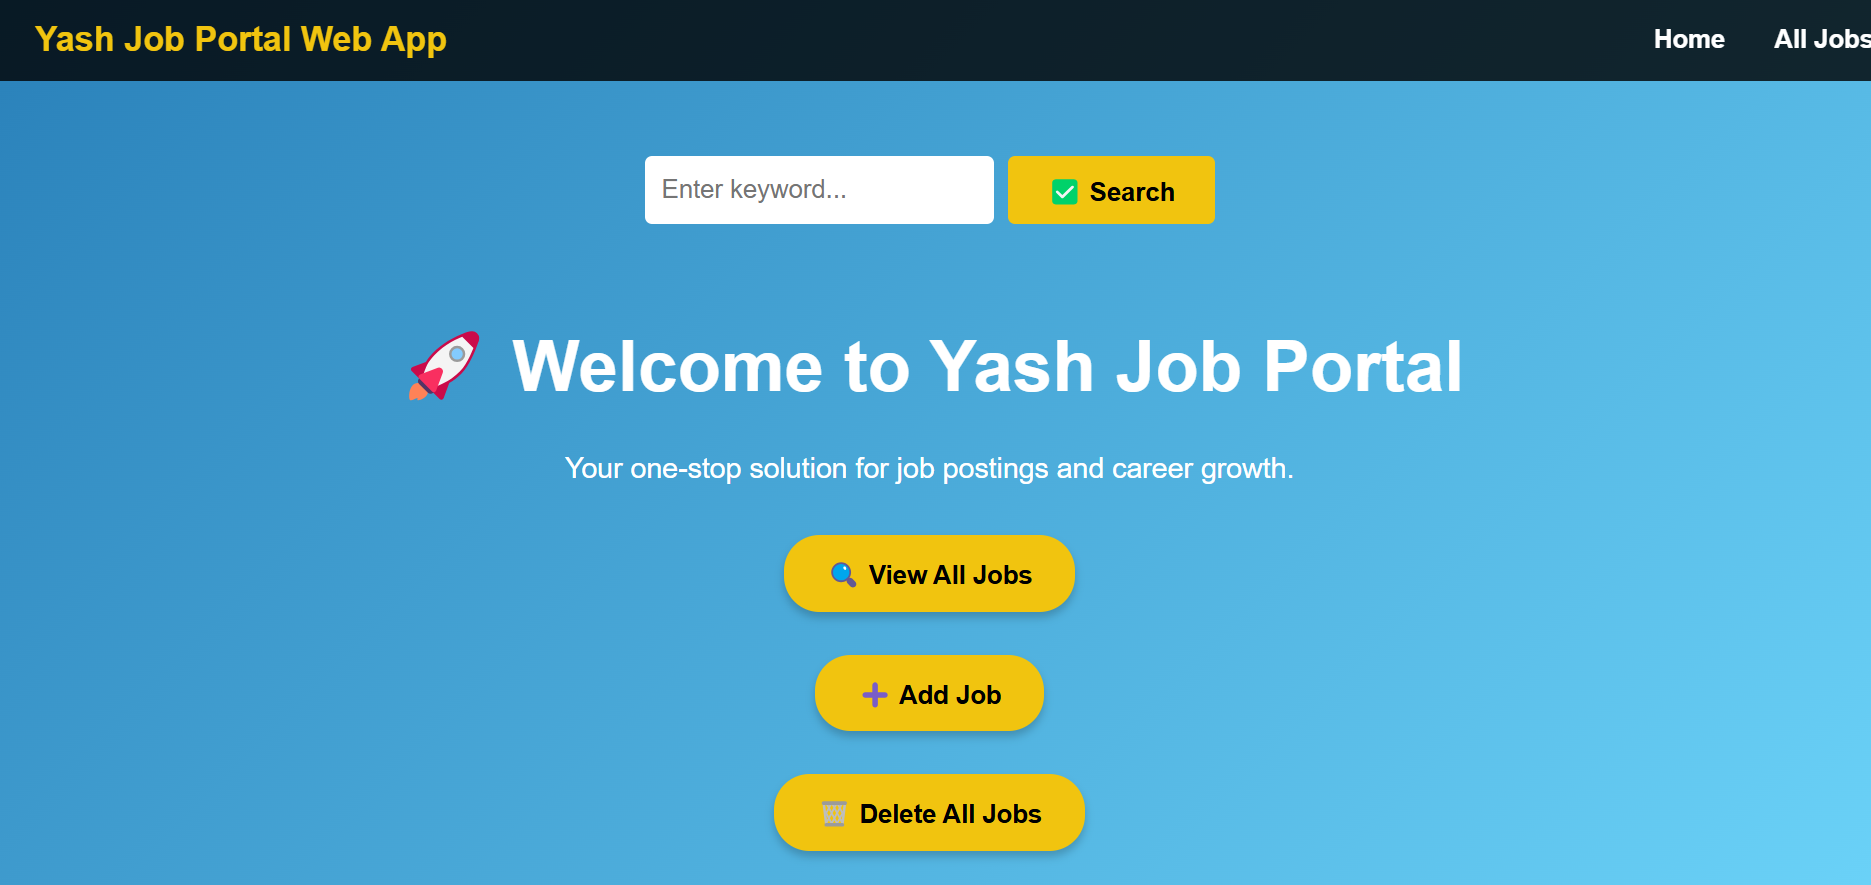 Yash Job Portal Web App
Home
All Jobs
Enter keyword...
✅ Search
🚀 Welcome to Yash Job Portal
Your one-stop solution for job postings and career growth.
🔍 View All Jobs
➕ Add Job
🗑️ Delete All Jobs